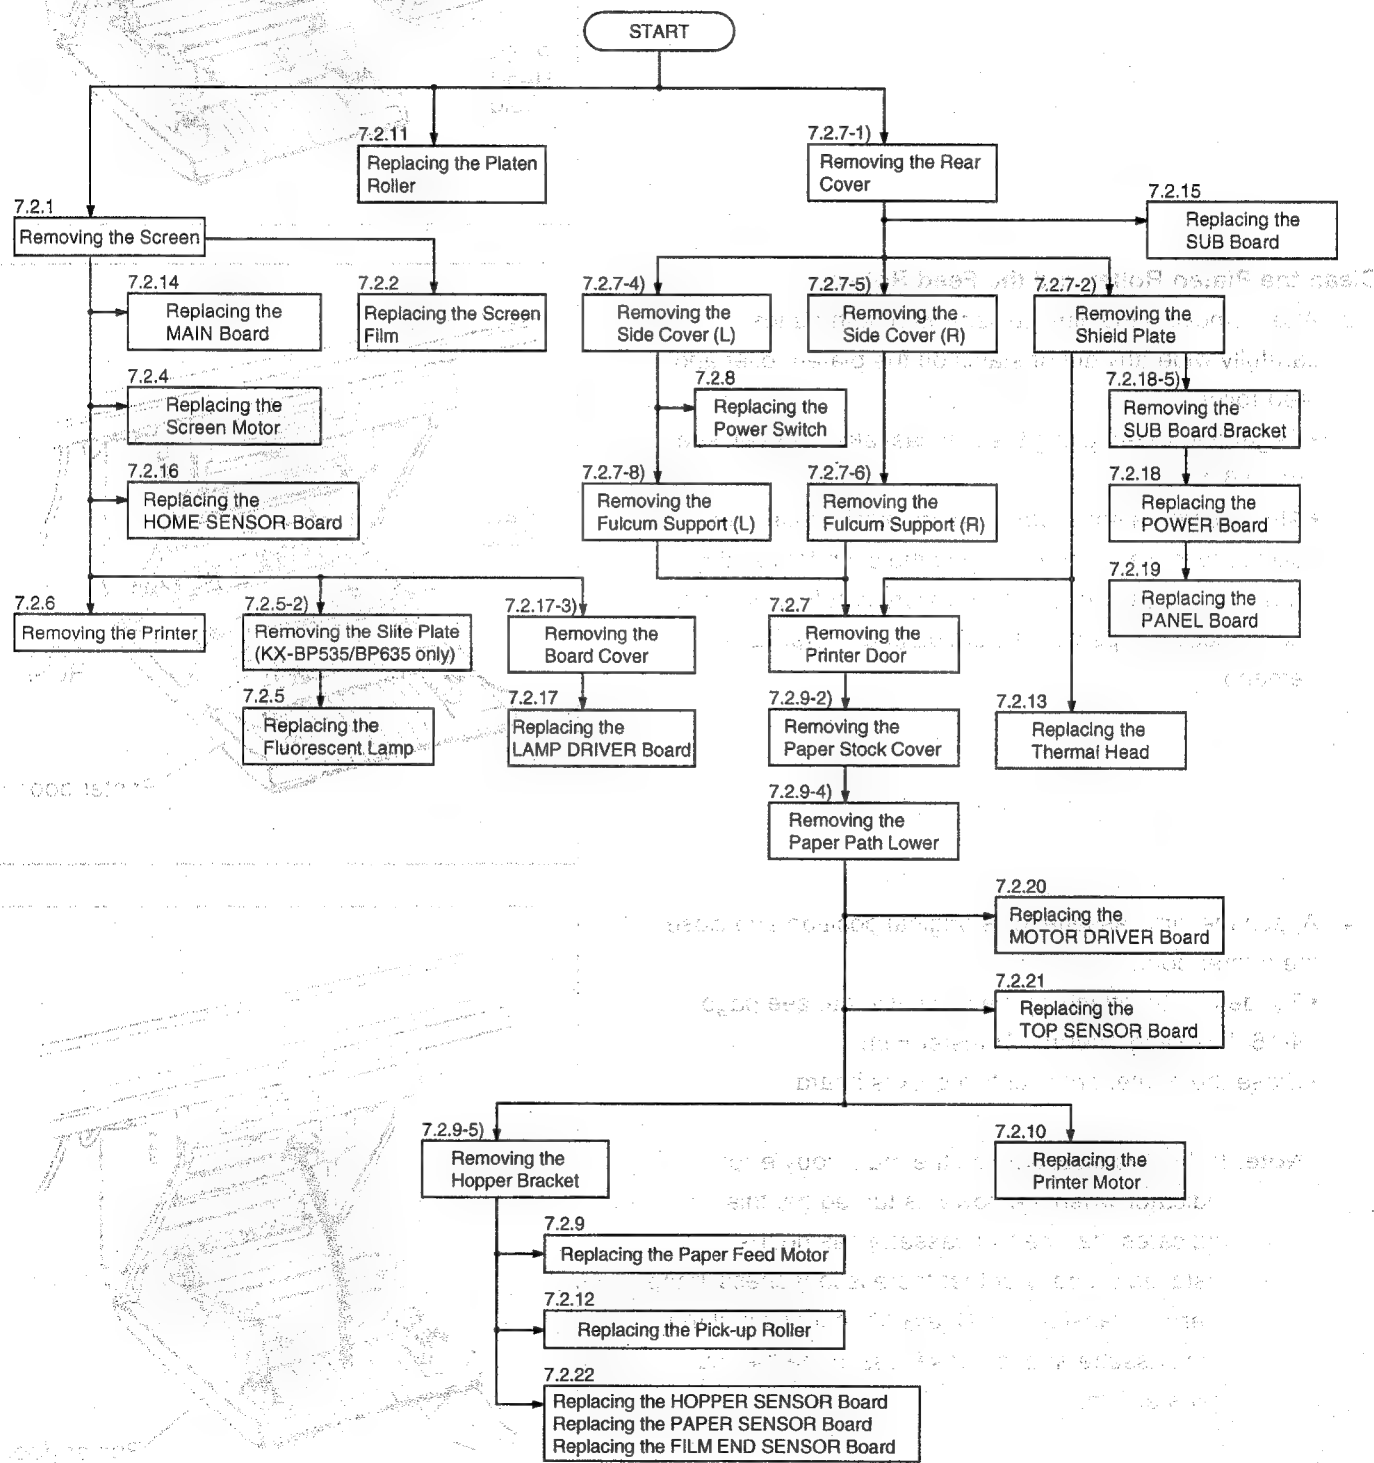 START
7.2.11
Replacing the Platen
Roller
7.2.7-1)
Removing the Rear
Cover
7.2.15
Replacing the
SUB Board
7.2.1
Removing the Screen
7.2.14
Replacing the
MAIN Board
7.2.2
Replacing the Screen
Film
7.2.7-4)
Removing the
Side Cover (L)
7.2.7-5)
Removing the
Side Cover (R)
7.2.7-2)
Removing the
Shield Plate
7.2.4
Replacing the
Screen Motor
7.2.8
Replacing the
Power Switch
7.2.18-5)
Removing the
SUB Board Bracket
7.2.16
Replacing the
HOME SENSOR Board
7.2.7-8)
Removing the
Fulcum Support (L)
7.2.7-6)
Removing the
Fulcum Support (R)
7.2.18
Replacing the
POWER Board
7.2.19
Replacing the
PANEL Board
7.2.6
Removing the Printer
7.2.5-2)
Removing the Slite Plate
(KX-BP535/BP635 only)
7.2.17-3)
Removing the
Board Cover
7.2.7
Removing the
Printer Door
7.2.5
Replacing the
Fluorescent Lamp
7.2.17
Replacing the
LAMP DRIVER Board
7.2.9-2)
Removing the
Paper Stock Cover
7.2.13
Replacing the
Thermal Head
7.2.9-4)
Removing the
Paper Path Lower
7.2.20
Replacing the
MOTOR DRIVER Board
7.2.21
Replacing the
TOP SENSOR Board
7.2.9-5)
Removing the
Hopper Bracket
7.2.10
Replacing the
Printer Motor
7.2.9
Replacing the Paper Feed Motor
7.2.12
Replacing the Pick-up Roller
7.2.22
Replacing the HOPPER SENSOR Board
Replacing the PAPER SENSOR Board
Replacing the FILM END SENSOR Board